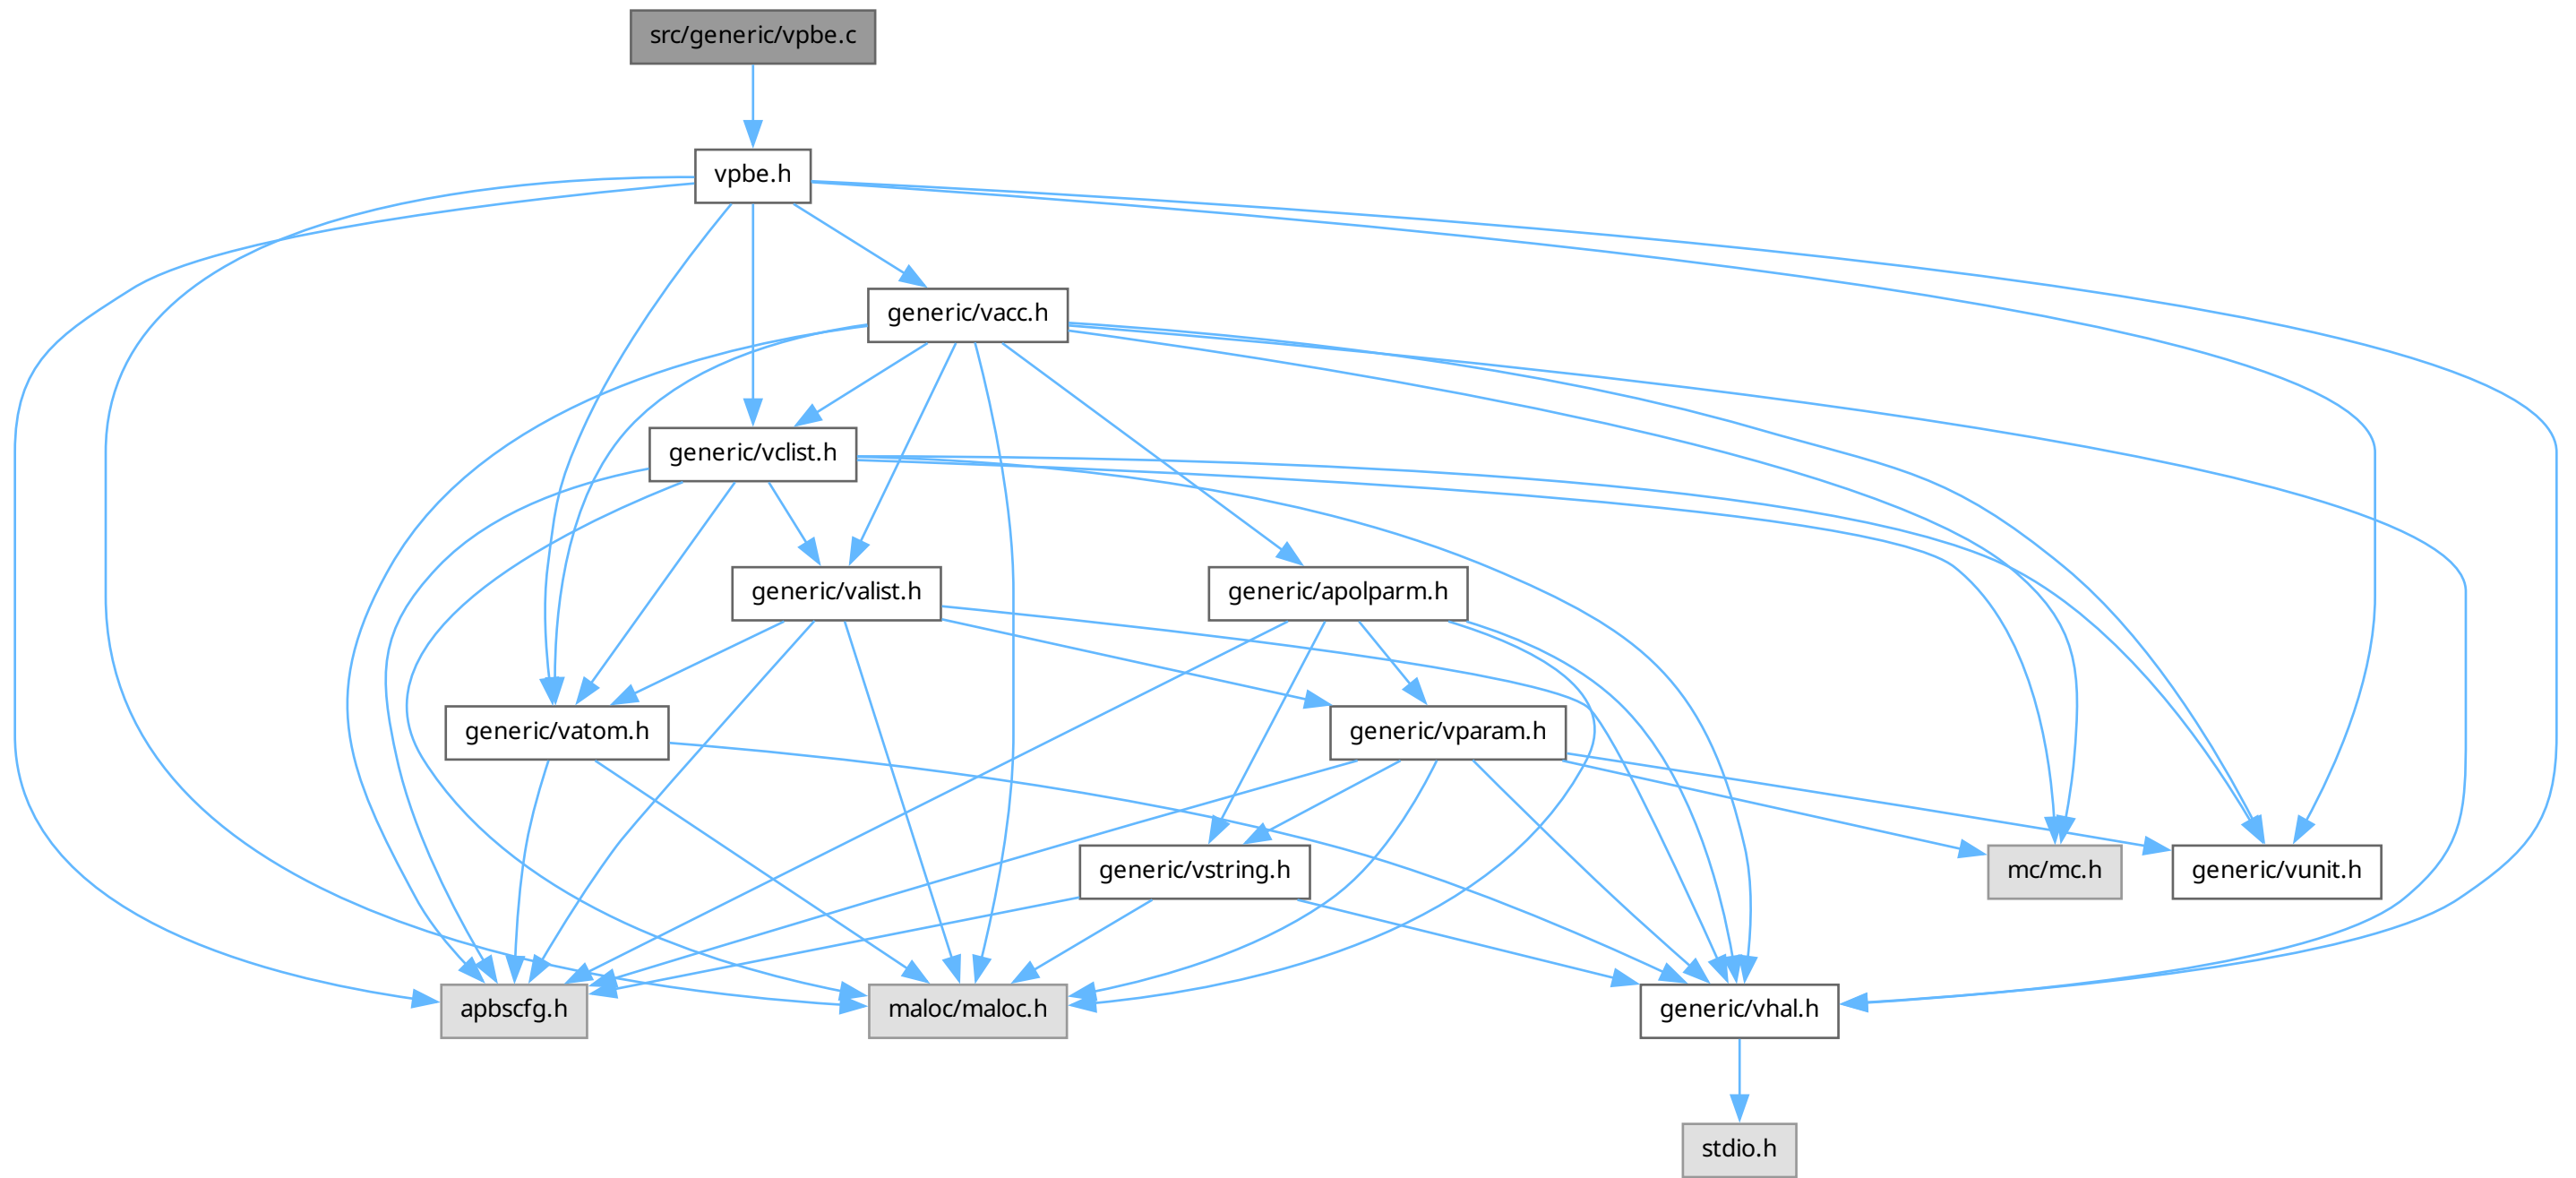 src/generic/vpbe.c
vpbe.h
generic/vacc.h
generic/vclist.h
generic/valist.h
generic/apolparm.h
generic/vatom.h
generic/vparam.h
generic/vstring.h
mc/mc.h
generic/vunit.h
apbscfg.h
maloc/maloc.h
generic/vhal.h
stdio.h